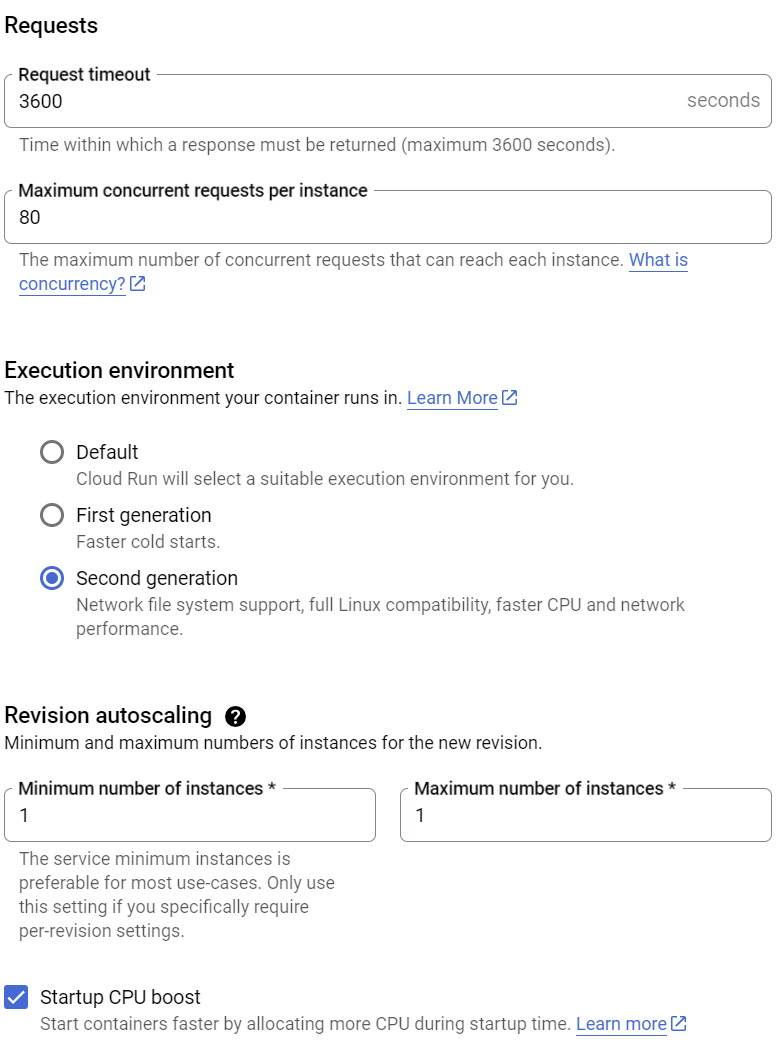 Requests
Request timeout
3600 seconds
Time within which a response must be returned (maximum 3600 seconds).
Maximum concurrent requests per instance
80
The maximum number of concurrent requests that can reach each instance. What is
concurrency?
Execution environment
The execution environment your container runs in. Learn More
Default
Cloud Run will select a suitable execution environment for you.
First generation
Faster cold starts.
Second generation
Network file system support, full Linux compatibility, faster CPU and network
performance.
Revision autoscaling ?
Minimum and maximum numbers of instances for the new revision.
Minimum number of instances * Maximum number of instances *
1 1
The service minimum instances is
preferable for most use-cases. Only use
this setting if you specifically require
per-revision settings.
Startup CPU boost
Start containers faster by allocating more CPU during startup time. Learn more